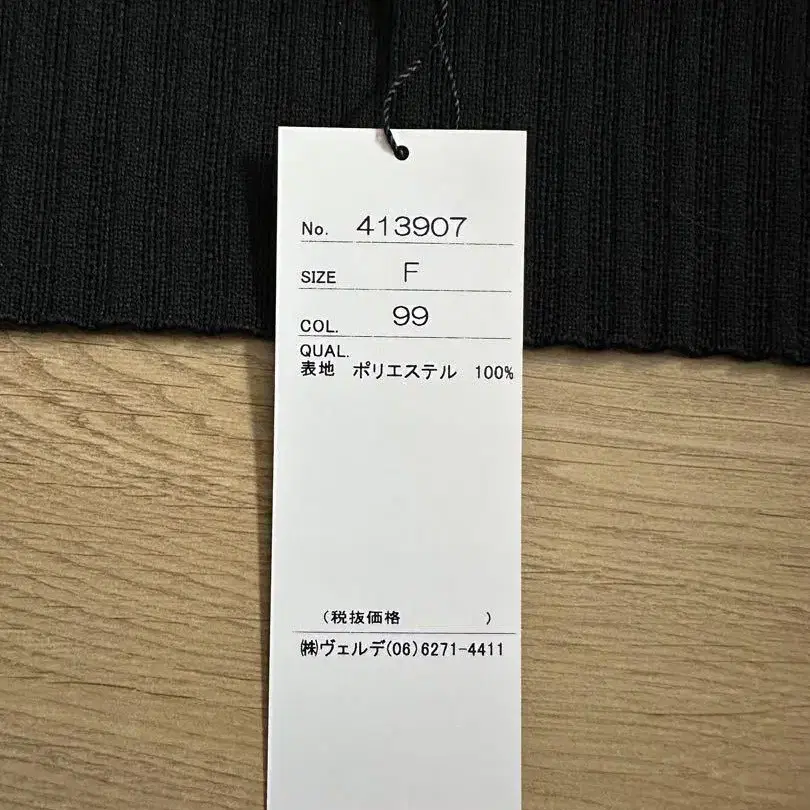 No. 413907
SIZE F
COL. 99
QUAL.
表地 ポリエステル 100%
(税抜価格 )
㈱ヴェルデ(06)6271-4411